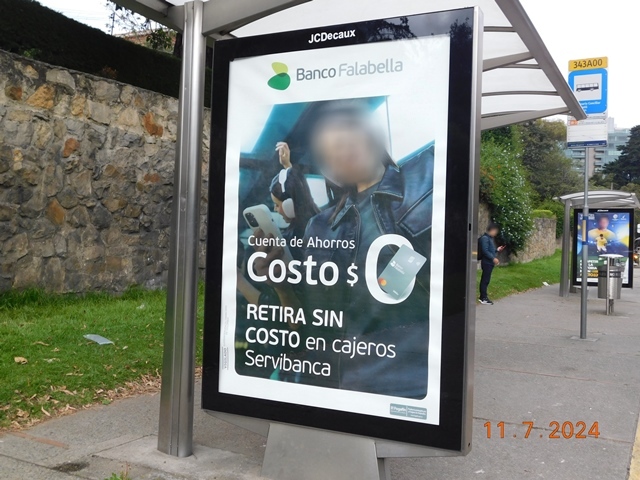 JCDecaux
Banco Falabella
Cuenta de Ahorros
Costo $ 0
RETIRA SIN
COSTO en cajeros
Servibanca
343A00
11.7.2024